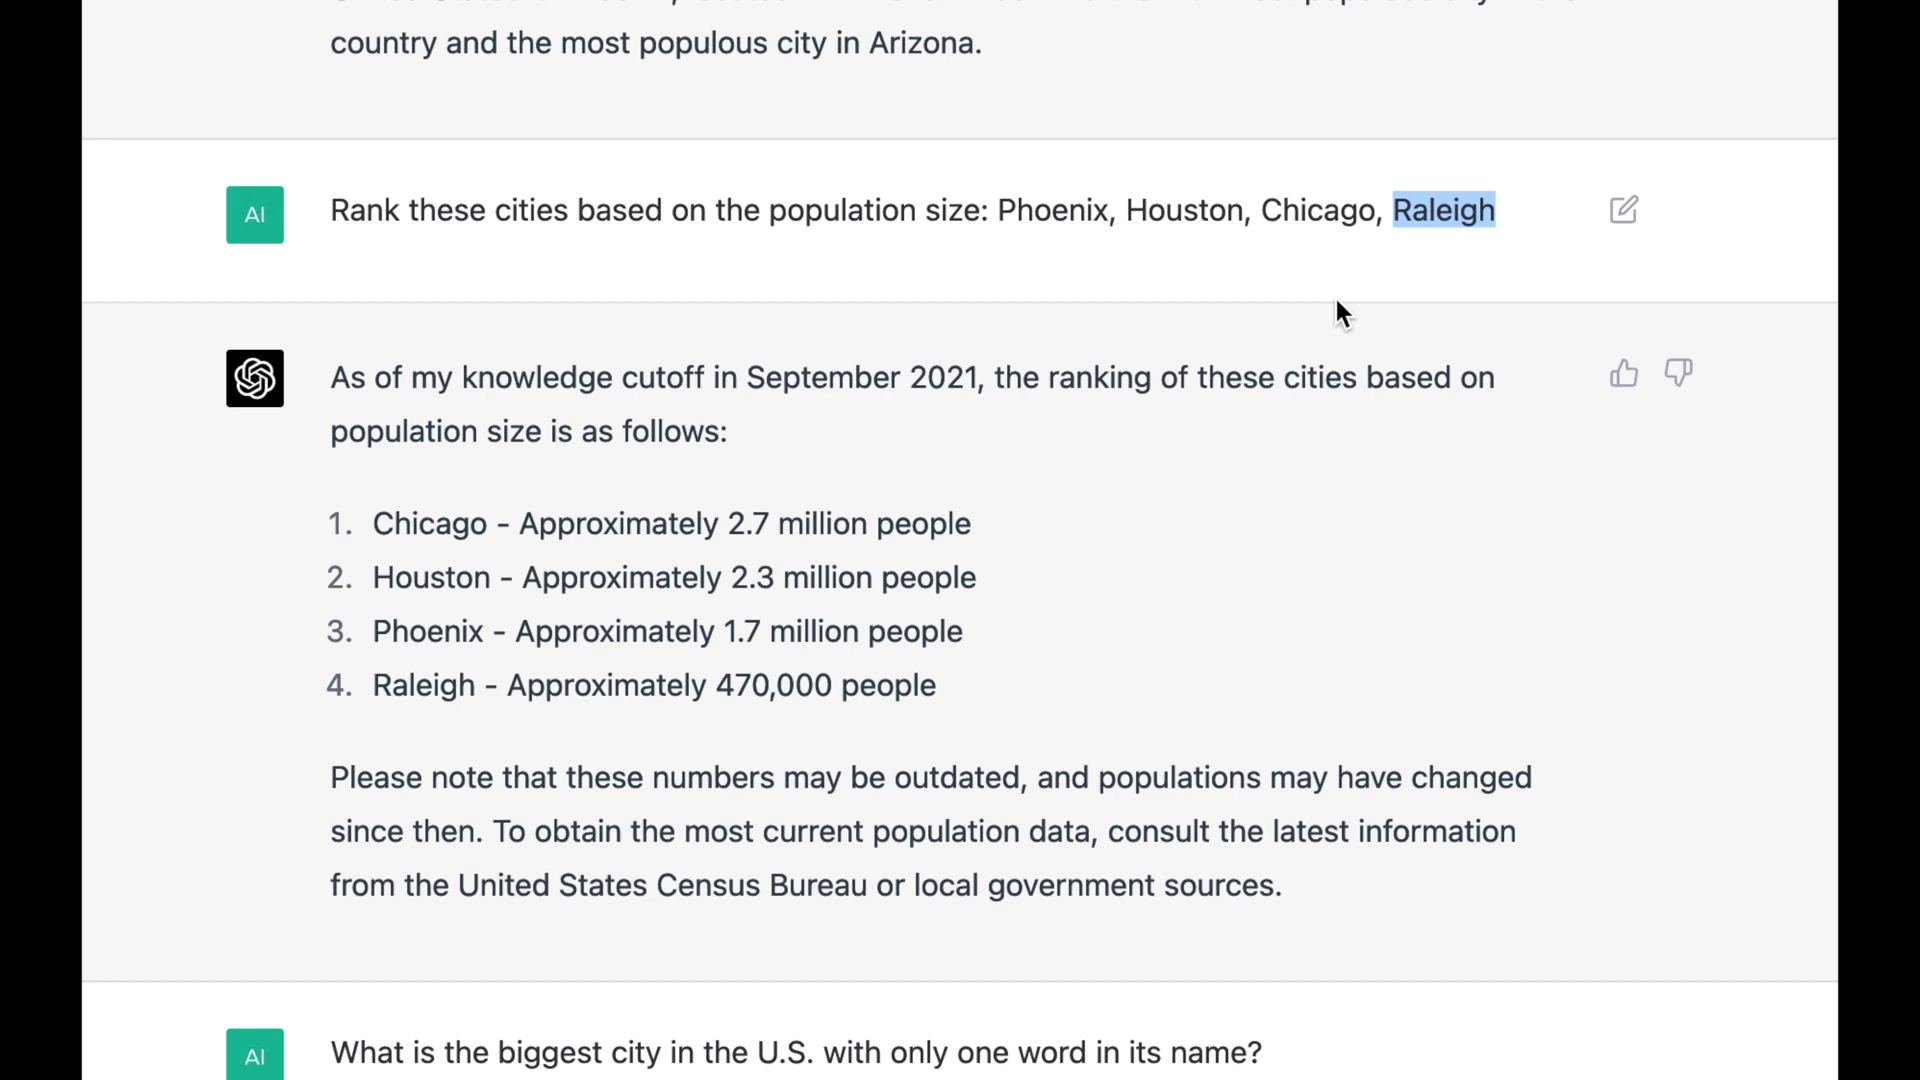 country and the most populous city in Arizona.
AI
Rank these cities based on the population size: Phoenix, Houston, Chicago, Raleigh
As of my knowledge cutoff in September 2021, the ranking of these cities based on
population size is as follows:
1. Chicago - Approximately 2.7 million people
2. Houston - Approximately 2.3 million people
3. Phoenix - Approximately 1.7 million people
4. Raleigh - Approximately 470,000 people
Please note that these numbers may be outdated, and populations may have changed
since then. To obtain the most current population data, consult the latest information
from the United States Census Bureau or local government sources.
AI
What is the biggest city in the U.S. with only one word in its name?